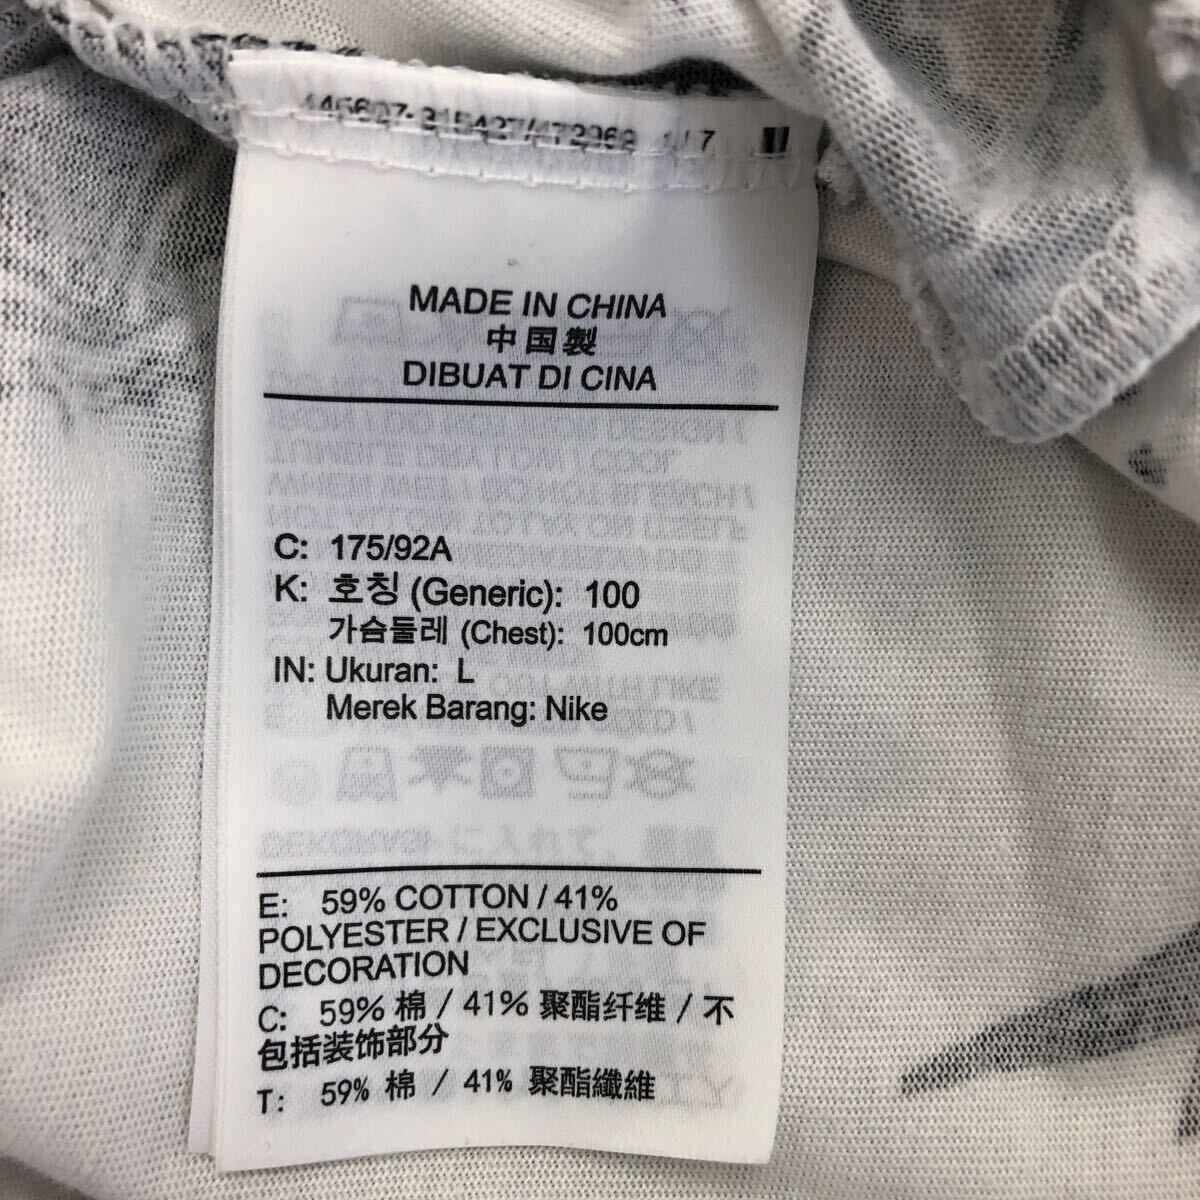 MADE IN CHINA
中国製
DIBUAT DI CINA
C: 175/92A
K: 호칭 (Generic): 100
가슴둘레 (Chest): 100cm
IN: Ukuran: L
Merek Barang: Nike
E: 59% COTTON / 41%
POLYESTER / EXCLUSIVE OF
DECORATION
C: 59% 棉 / 41% 聚酯纤维 / 不
包括装饰部分
T: 59% 棉 / 41% 聚酯纖維